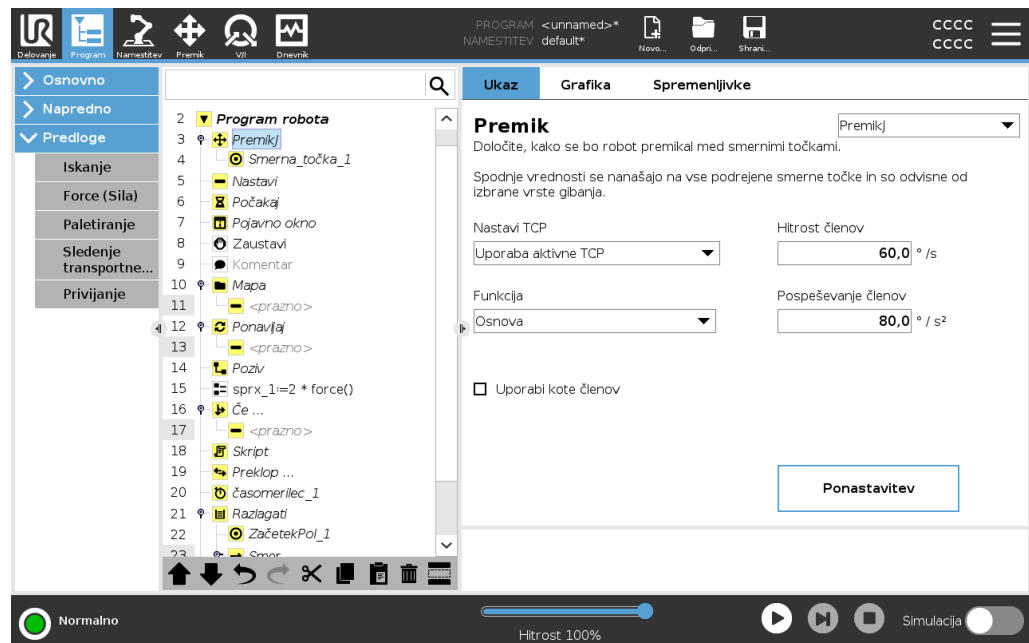 PROGRAM <unnamed>*
NAMESTITEV default*
CCCC
CCCC
Delovanje Program Namestitev Premik V/I Dnevnik Novo... Odpri... Shrani...
Osnovno
Napredno
Predloge
Iskanje
Force (Sila)
Paletiranje
Sledenje
transportne...
Privijanje
2 Program robota
3 PremikJ
4 Smerna_točka_1
5 Nastavi
6 Počakaj
7 Pojavno okno
8 Zaustavi
9 Komentar
10 Mapa
11 <prazno>
12 Ponavljaj
13 <prazno>
14 Poziv
15 sprx_1:=2 * force()
16 Če ...
17 <prazno>
18 Skript
19 Preklop ...
20 časomerilec_1
21 Razlagati
22 ZačetekPol_1
23 Smer
Ukaz Grafika Spremenljivke
Premik
PremikJ
Določite, kako se bo robot premikal med smernimi točkami.
Spodnje vrednosti se nanašajo na vse podrejene smerne točke in so odvisne od
izbrane vrste gibanja.
Nastavi TCP
Hitrost členov
Uporaba aktivne TCP
60,0 ° /s
Funkcija
Pospeševanje členov
Osnova
80,0 ° / s²
Uporabi kote členov
Ponastavitev
Normalno
Hitrost 100%
Simulacija